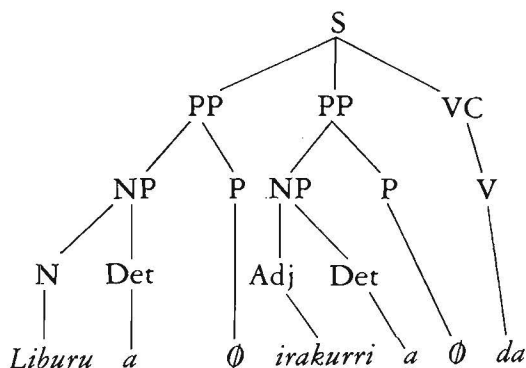 S
PP PP VC
NP P NP P V
N Det Adj Det
Liburu a Ø irakurri a Ø da